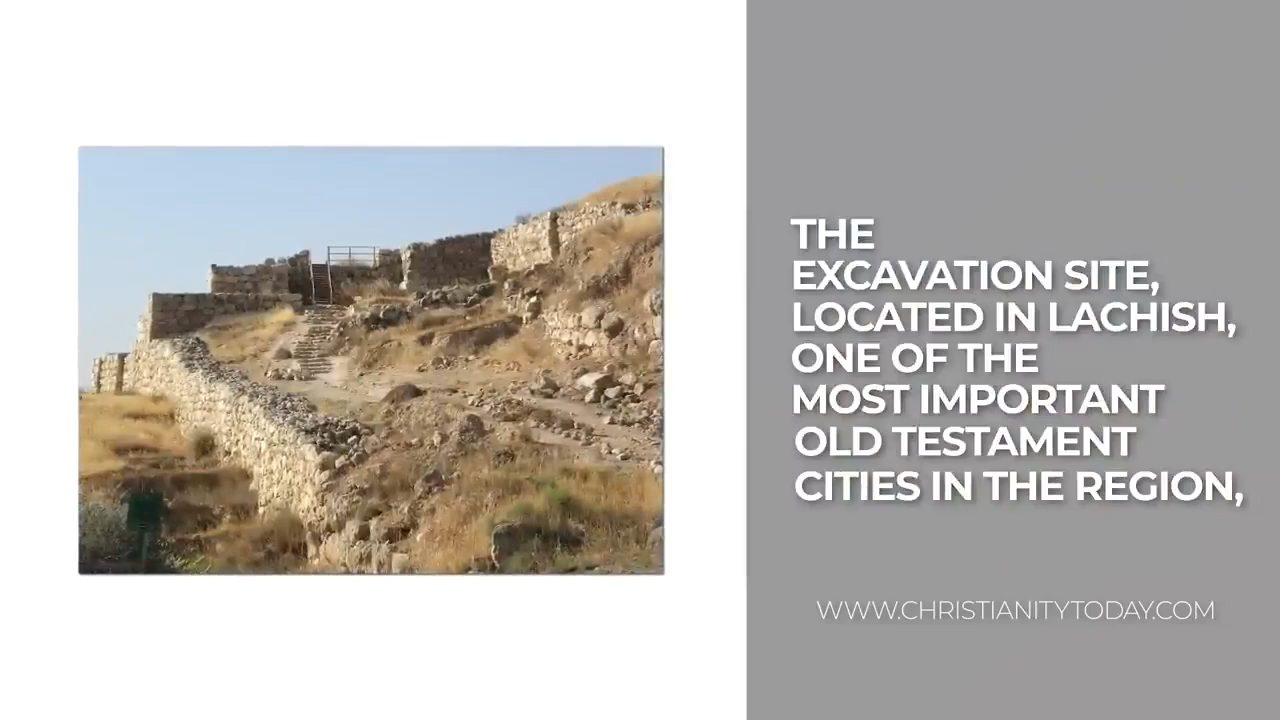 THE
EXCAVATION SITE,
LOCATED IN LACHISH,
ONE OF THE
MOST IMPORTANT
OLD TESTAMENT
CITIES IN THE REGION,
WWW.CHRISTIANITYTODAY.COM